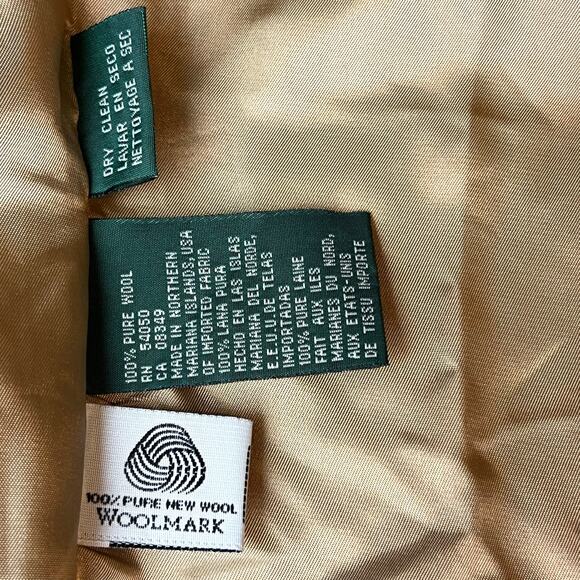 DRY CLEAN
LAVAR EN SECO
NETTOYAGE A SEC
100% PURE WOOL
RN 54050
CA 08349
MADE IN NORTHERN
MARIANA ISLANDS, USA
OF IMPORTED FABRIC
100% LANA PURA
HECHO EN LAS ISLAS
MARIANA DEL NORDE,
E.E.U.U DE TELAS
IMPORTADAS
100% PURE LAINE
FAIT AUX ILES
MARIANES DU NORD,
AUX ETATS-UNIS
DE TISSU IMPORTÉ
100% PURE NEW WOOL
WOOLMARK